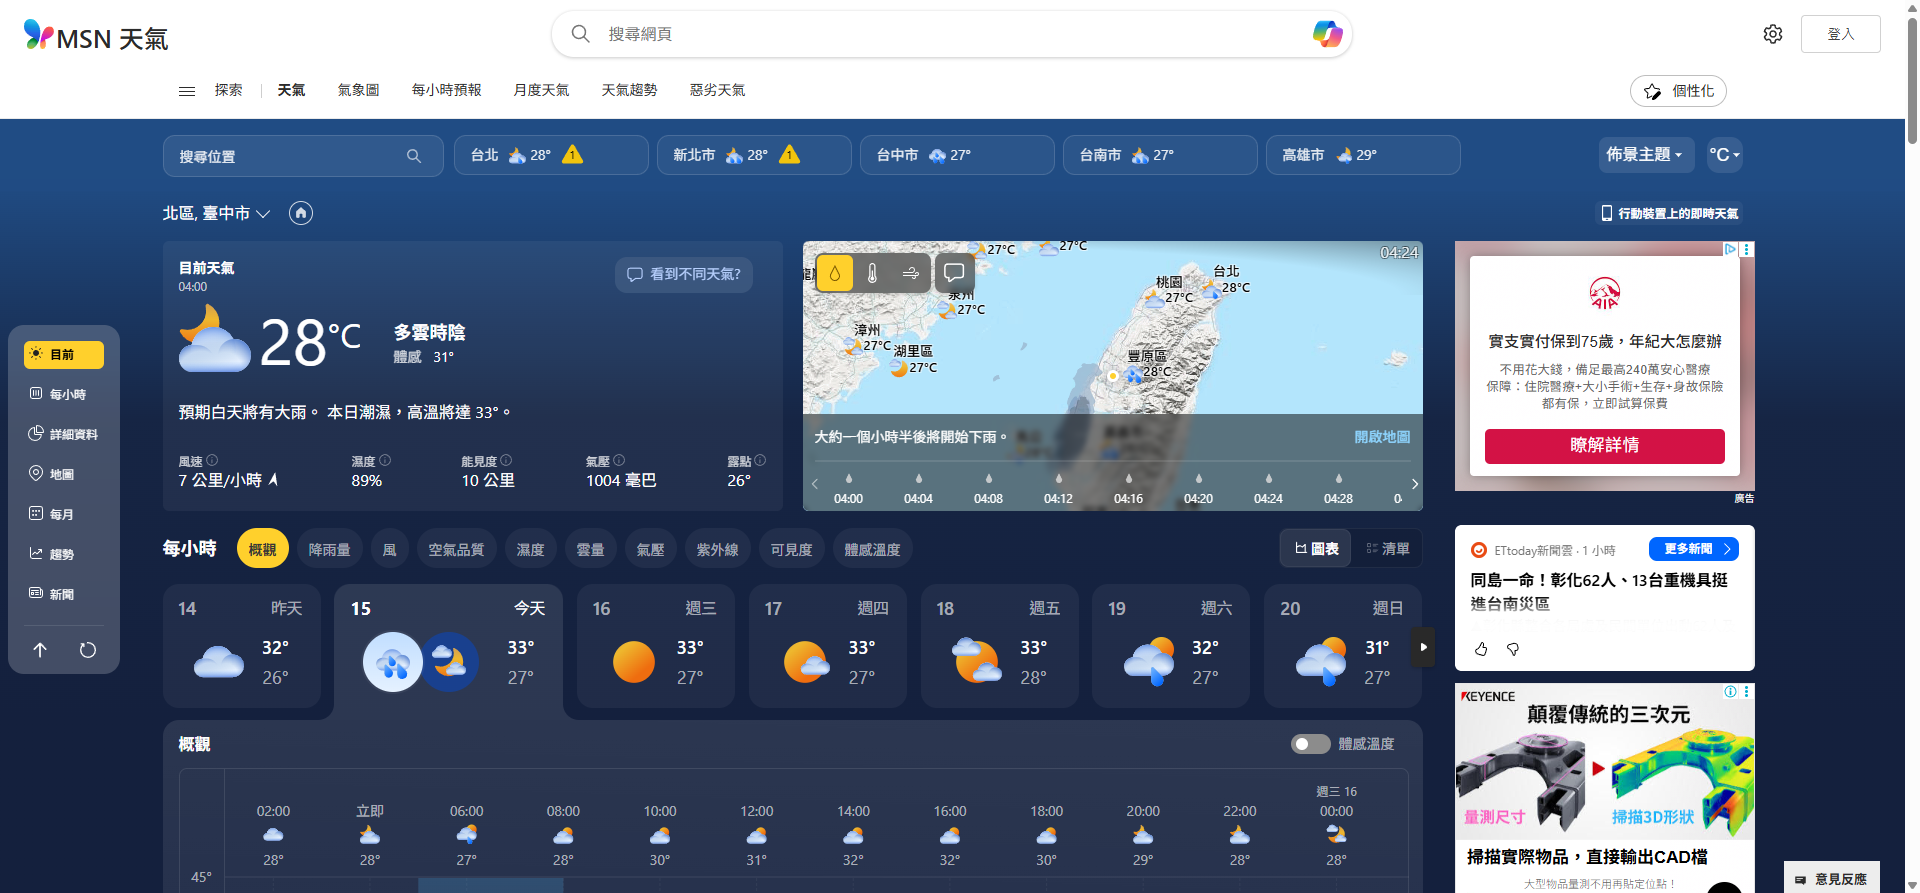 MSN 天氣
搜尋網頁
登入
探索
天氣
氣象圖
每小時預報
月度天氣
天氣趨勢
惡劣天氣
個性化
搜尋位置
台北 28° 1
新北市 28° 1
台中市 27°
台南市 27°
高雄市 29°
佈景主題
°C
北區, 臺中市
行動裝置上的即時天氣
目前
每小時
詳細資料
地圖
每月
趨勢
新聞
目前天氣
04:00
看到不同天氣?
28°C
多雲時陰
體感 31°
預期白天將有大雨。 本日潮濕，高溫將達 33°。
風速
7 公里/小時
濕度
89%
能見度
10 公里
氣壓
1004 毫巴
露點
26°
04:24
27°C
27°C
泉州
27°C
漳州
27°C
湖里區
27°C
桃園
27°C
台北
28°C
豐原區
28°C
大約一個小時半後將開始下雨。
開啟地圖
04:00 04:04 04:08 04:12 04:16 04:20 04:24 04:28
AIA
實支實付保到75歲，年紀大怎麼辦
不用花大錢，備足最高240萬安心醫療
保障：住院醫療+大小手術+生存+身故保險
都有保，立即試算保費
瞭解詳情
廣告
每小時
概觀
降雨量
風
空氣品質
濕度
雲量
氣壓
紫外線
可見度
體感溫度
圖表
清單
14 昨天
32°
26°
15 今天
33°
27°
16 週三
33°
27°
17 週四
33°
27°
18 週五
33°
28°
19 週六
32°
27°
20 週日
31°
27°
ETtoday新聞雲 · 1 小時
更多新聞
同島一命！彰化62人、13台重機具挺
進台南災區
概觀
體感溫度
週三 16
02:00 立即 06:00 08:00 10:00 12:00 14:00 16:00 18:00 20:00 22:00 00:00
28° 28° 27° 28° 30° 31° 32° 32° 30° 29° 28° 28°
45°
KEYENCE
顛覆傳統的三次元
量測尺寸
掃描3D形狀
掃描實際物品，直接輸出CAD檔
大型物品量測不用再貼定位點！
意見反應